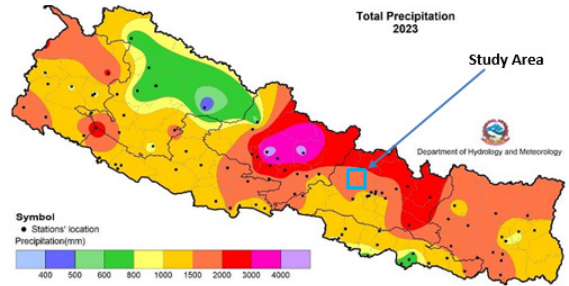 Total Precipitation
2023
Study Area
Department of Hydrology and Meteorology
Symbol
Stations' location
Precipitation(mm)
400 500 600 800 1000 1500 2000 3000 4000